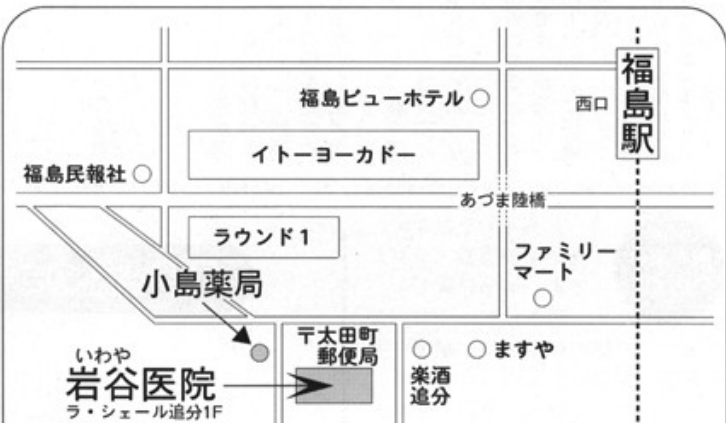 福島駅
福島ビューホテル
西口
イトーヨーカドー
福島民報社
あづま陸橋
ラウンド1
ファミリー
マート
小島薬局
〒太田町
郵便局
ますや
楽酒
追分
いわや
岩谷医院
ラ・シェール追分1F